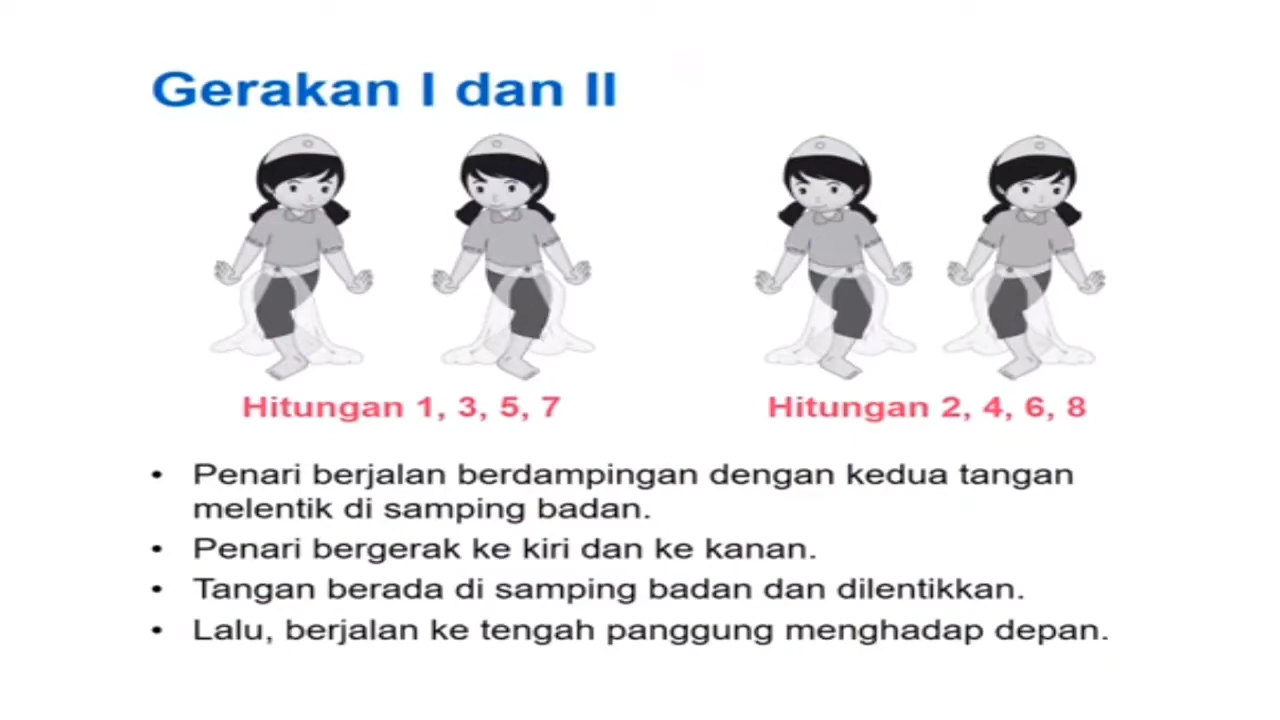 Gerakan I dan II
Hitungan 1, 3, 5, 7
Hitungan 2, 4, 6, 8
• Penari berjalan berdampingan dengan kedua tangan
melentik di samping badan.
• Penari bergerak ke kiri dan ke kanan.
• Tangan berada di samping badan dan dilentikkan.
• Lalu, berjalan ke tengah panggung menghadap depan.